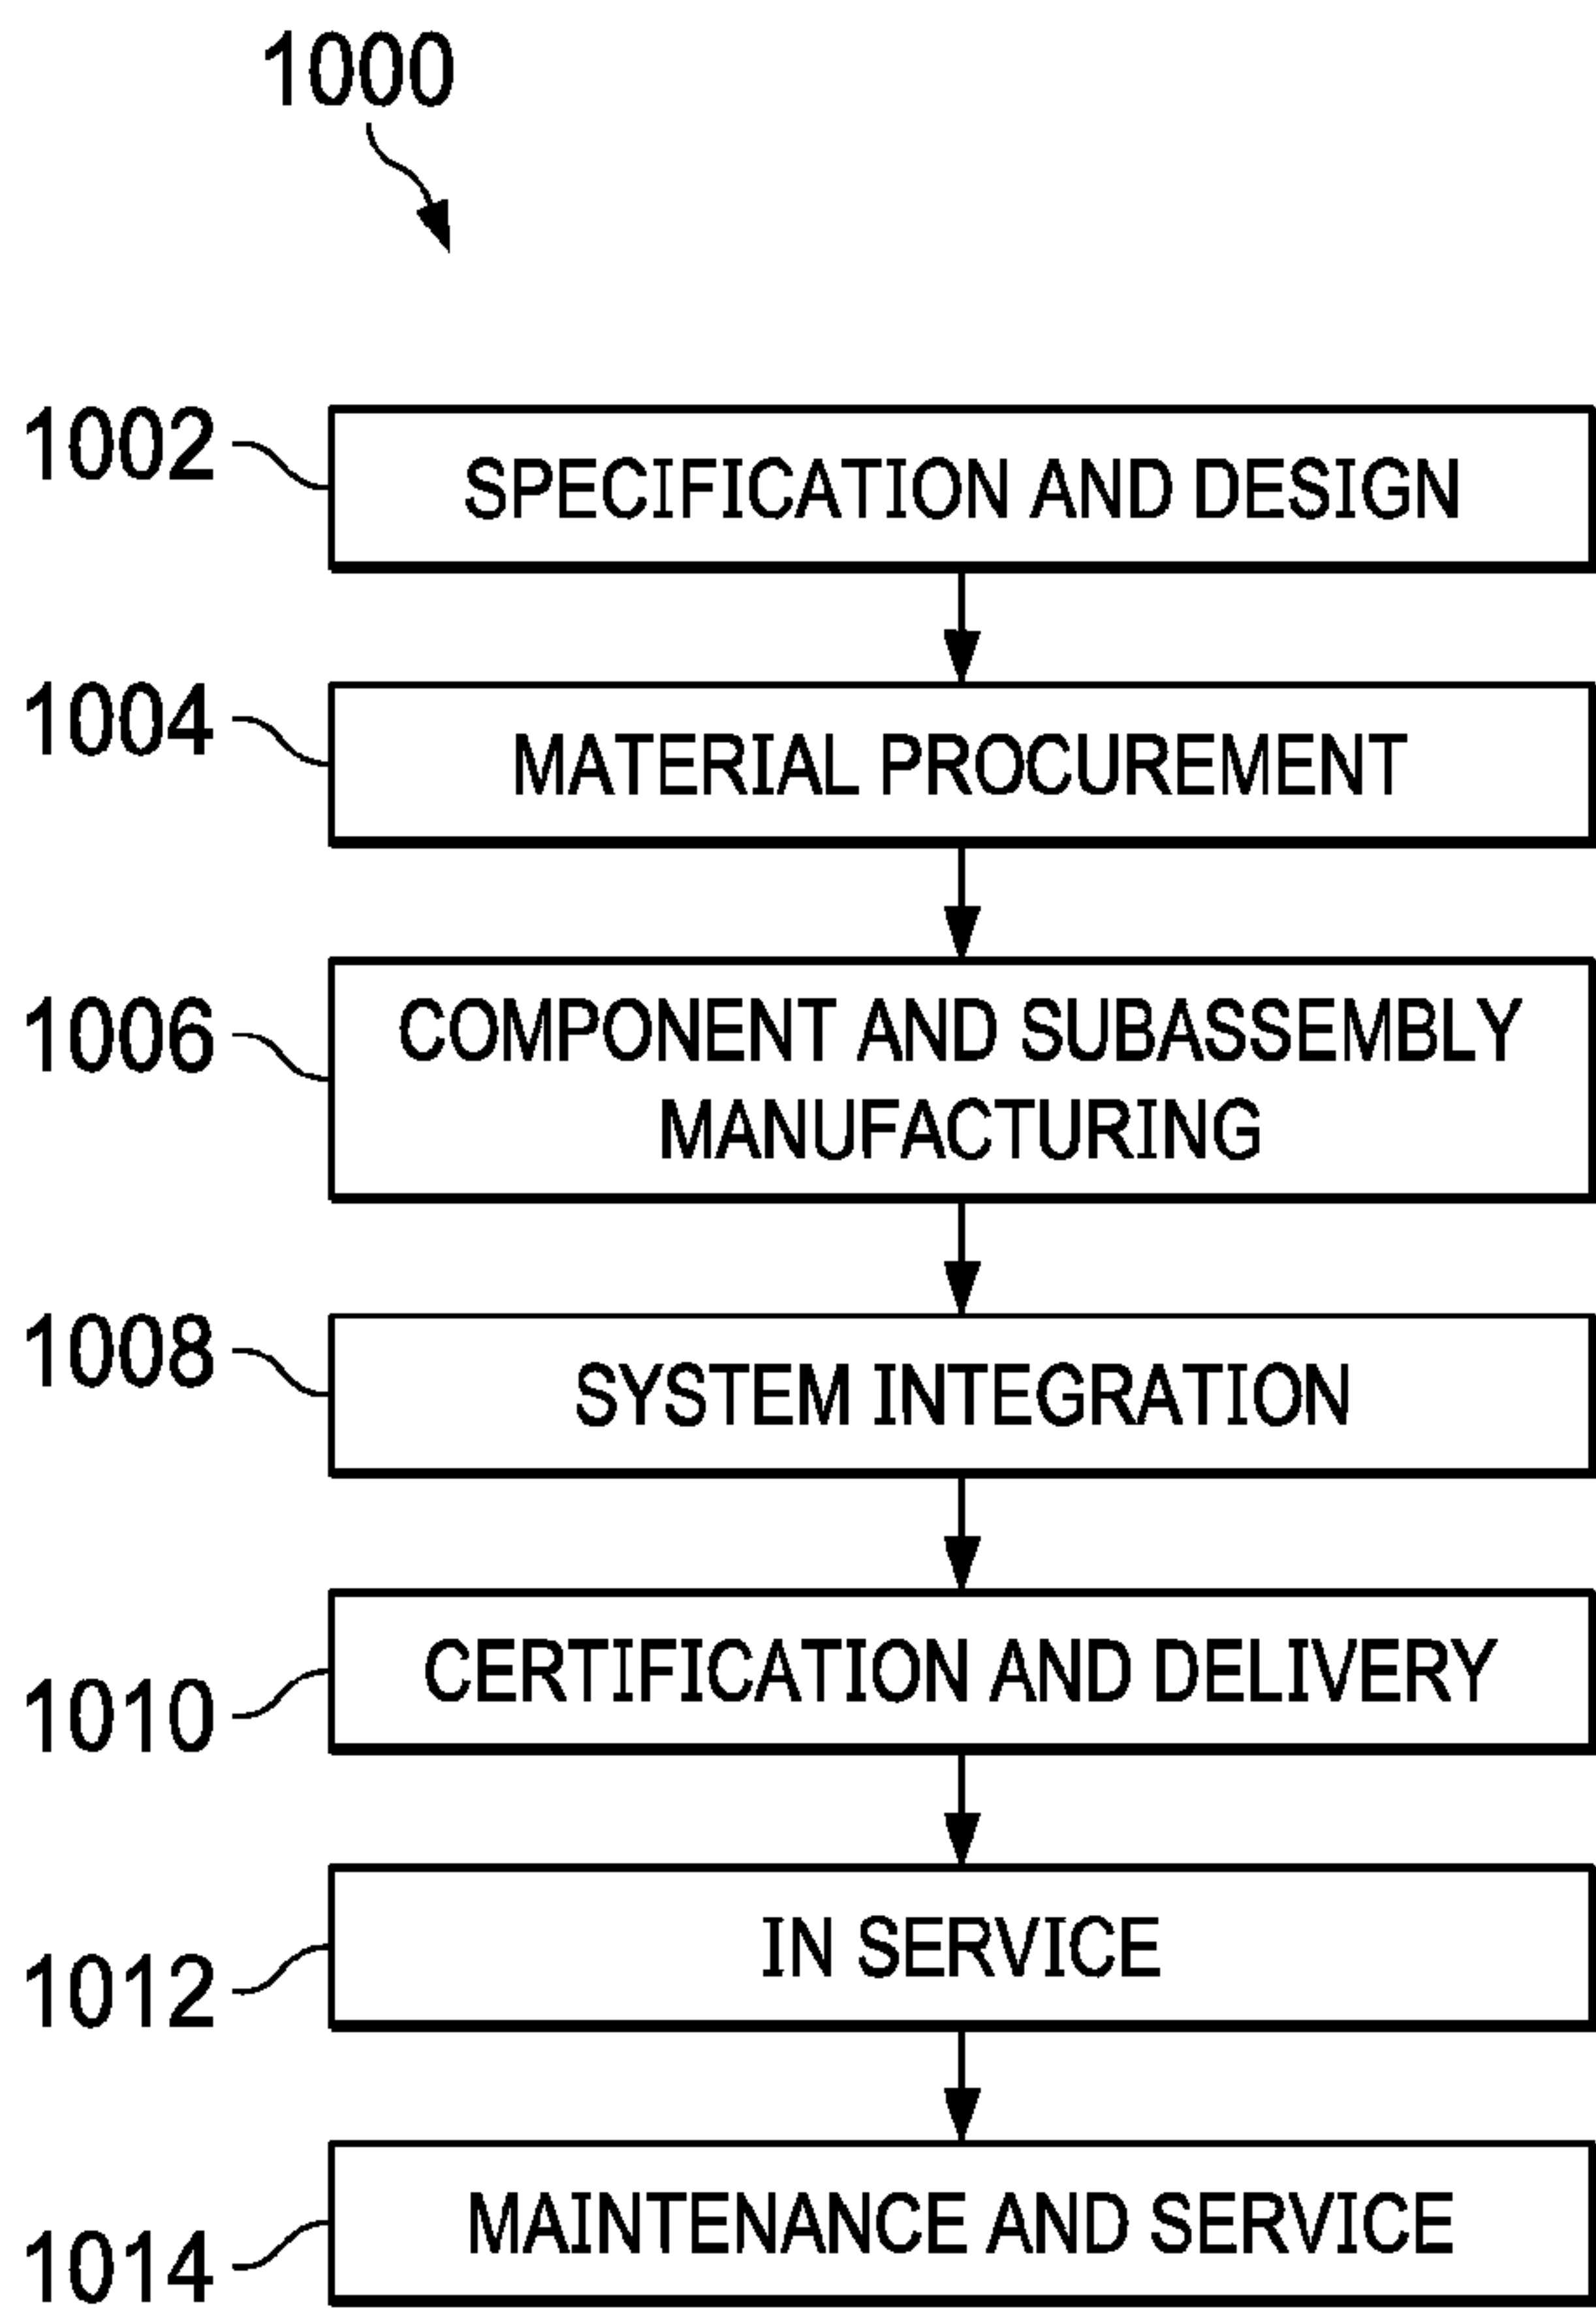 1000
1002 SPECIFICATION AND DESIGN
1004 MATERIAL PROCUREMENT
1006 COMPONENT AND SUBASSEMBLY
MANUFACTURING
1008 SYSTEM INTEGRATION
1010 CERTIFICATION AND DELIVERY
1012 IN SERVICE
1014 MAINTENANCE AND SERVICE